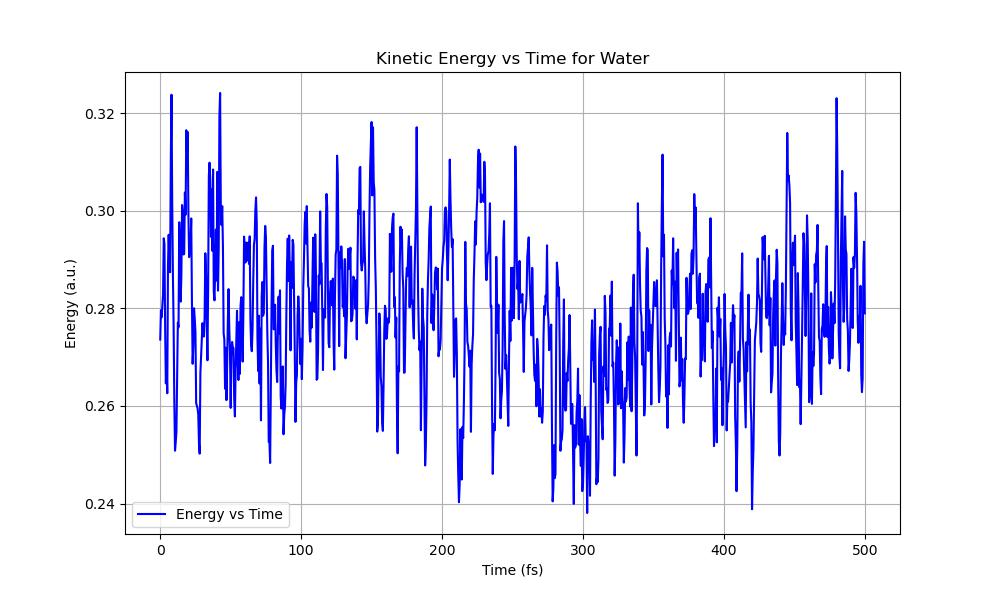 Kinetic Energy vs Time for Water
Energy (a.u.)
0.32
0.30
0.28
0.26
0.24
Energy vs Time
0 100 200 300 400 500
Time (fs)